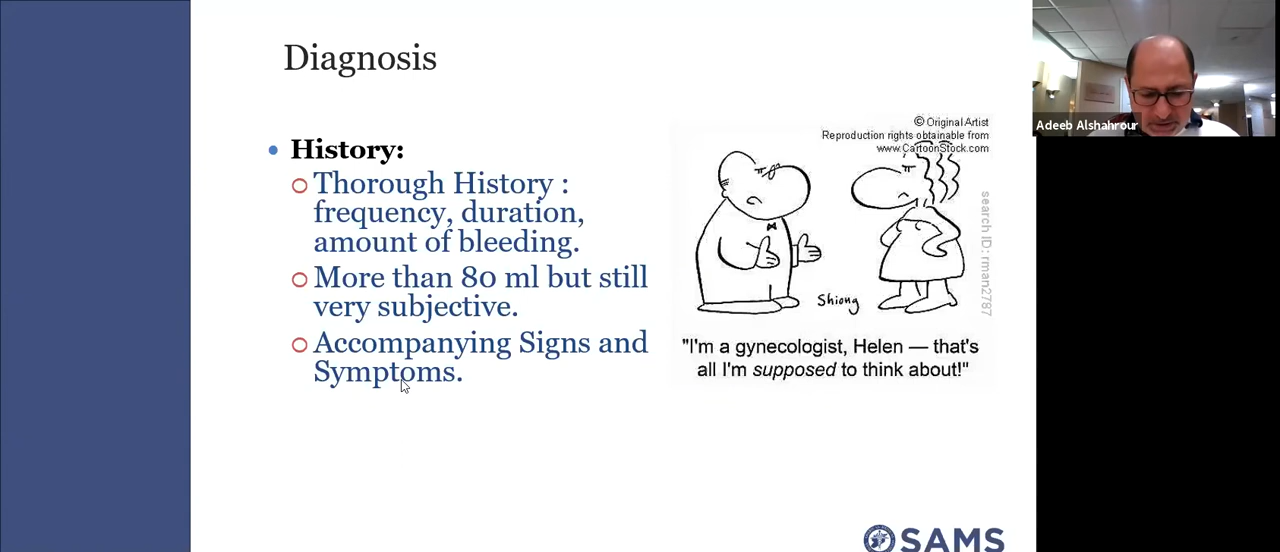 Diagnosis
History:
Thorough History :
frequency, duration,
amount of bleeding.
More than 80 ml but still
very subjective.
Accompanying Signs and
Symptoms.
© Original Artist
Reproduction rights obtainable from
www.CartoonStock.com
search ID: rman2787
Shiong
"I'm a gynecologist, Helen — that's
all I'm supposed to think about!"
Adeeb Alshahrour
SAMS